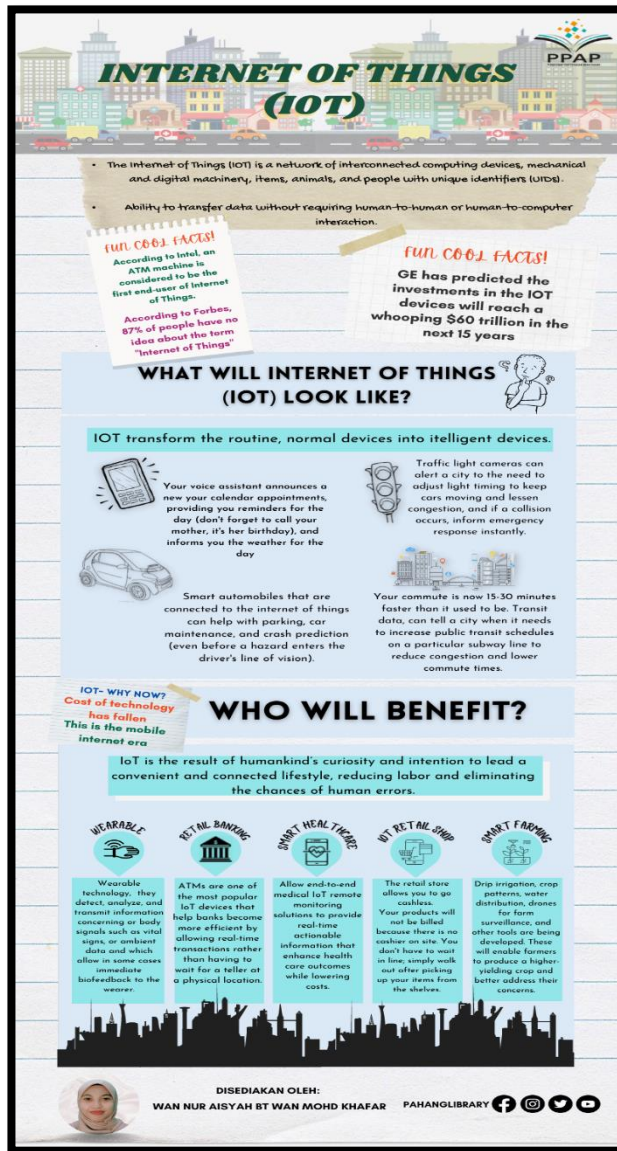 PPAP
INTERNET OF THINGS
(IOT)
• The Internet of Things (IOT) is a network of interconnected computing devices, mechanical
and digital machinery, items, animals, and people with unique identifiers (UIDs).
• Ability to transfer data without requiring human-to-human or human-to-computer
interaction.
FUN COOL FACTS!
According to Intel, an
ATM machine is
considered to be the
first end-user of Internet
of Things.
According to Forbes,
87% of people have no
idea about the term
"Internet of Things"
FUN COOL FACTS!
GE has predicted the
investments in the IOT
devices will reach a
whooping $60 trillion in the
next 15 years
WHAT WILL INTERNET OF THINGS
(IOT) LOOK LIKE?
IOT transform the routine, normal devices into itelligent devices.
Your voice assistant announces a
new your calendar appointments,
providing you reminders for the
day (don't forget to call your
mother, it's her birthday), and
informs you the weather for the
day
Traffic light cameras can
alert a city to the need to
adjust light timing to keep
cars moving and lessen
congestion, and if a collision
occurs, inform emergency
response instantly.
Smart automobiles that are
connected to the internet of things
can help with parking, car
maintenance, and crash prediction
(even before a hazard enters the
driver's line of vision).
Your commute is now 15-30 minutes
faster than it used to be. Transit
data, can tell a city when it needs
to increase public transit schedules
on a particular subway line to
reduce congestion and lower
commute times.
IOT- WHY NOW?
Cost of technology
has fallen
This is the mobile
internet era
WHO WILL BENEFIT?
IoT is the result of humankind's curiosity and intention to lead a
convenient and connected lifestyle, reducing labor and eliminating
the chances of human errors.
WEARABLE
Wearable
technology, they
detect, analyze, and
transmit information
concerning or body
signals such as vital
signs, or ambient
data and which
allow in some cases
immediate
biofeedback to the
wearer.
RETAIL BANKING
ATMs are one of
the most popular
IoT devices that
help banks become
more efficient by
allowing real-time
transactions rather
than having to
wait for a teller at
a physical location.
SMART HEALTHCARE
Allow end-to-end
medical IoT remote
monitoring
solutions to provide
real-time
actionable
information that
enhance health
care outcomes
while lowering
costs.
IOT RETAIL SHOP
The retail store
allows you to go
cashless.
Your products will
not be billed
because there is no
cashier on site. You
don't have to wait
in line; simply walk
out after picking
up your items from
the shelves.
SMART FARMING
Drip irrigation, crop
patterns, water
distribution, drones
for farm
surveillance, and
other tools are being
developed. These
will enable farmers
to produce a higher-
yielding crop and
better address their
concerns.
DISEDIAKAN OLEH:
WAN NUR AISYAH BT WAN MOHD KHAFAR
PAHANGLIBRARY